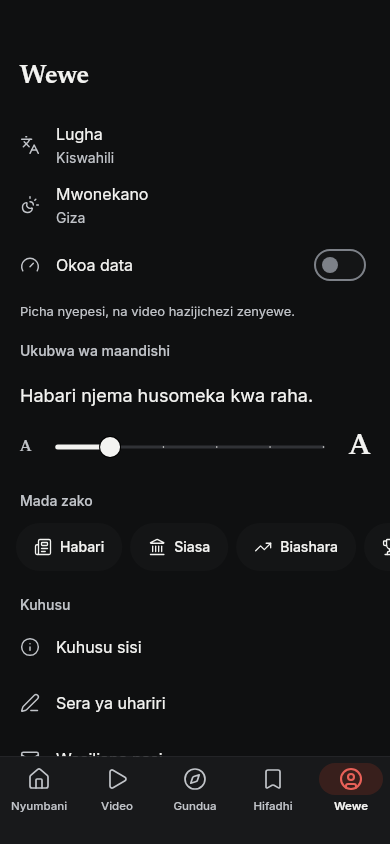 Wewe
Lugha
Kiswahili
Mwonekano
Giza
Okoa data
Picha nyepesi, na video hazijichezi zenyewe.
Ukubwa wa maandishi
Habari njema husomeka kwa raha.
A A
Mada zako
Habari Siasa Biashara
Kuhusu
Kuhusu sisi
Sera ya uhariri
Nyumbani Video Gundua Hifadhi Wewe